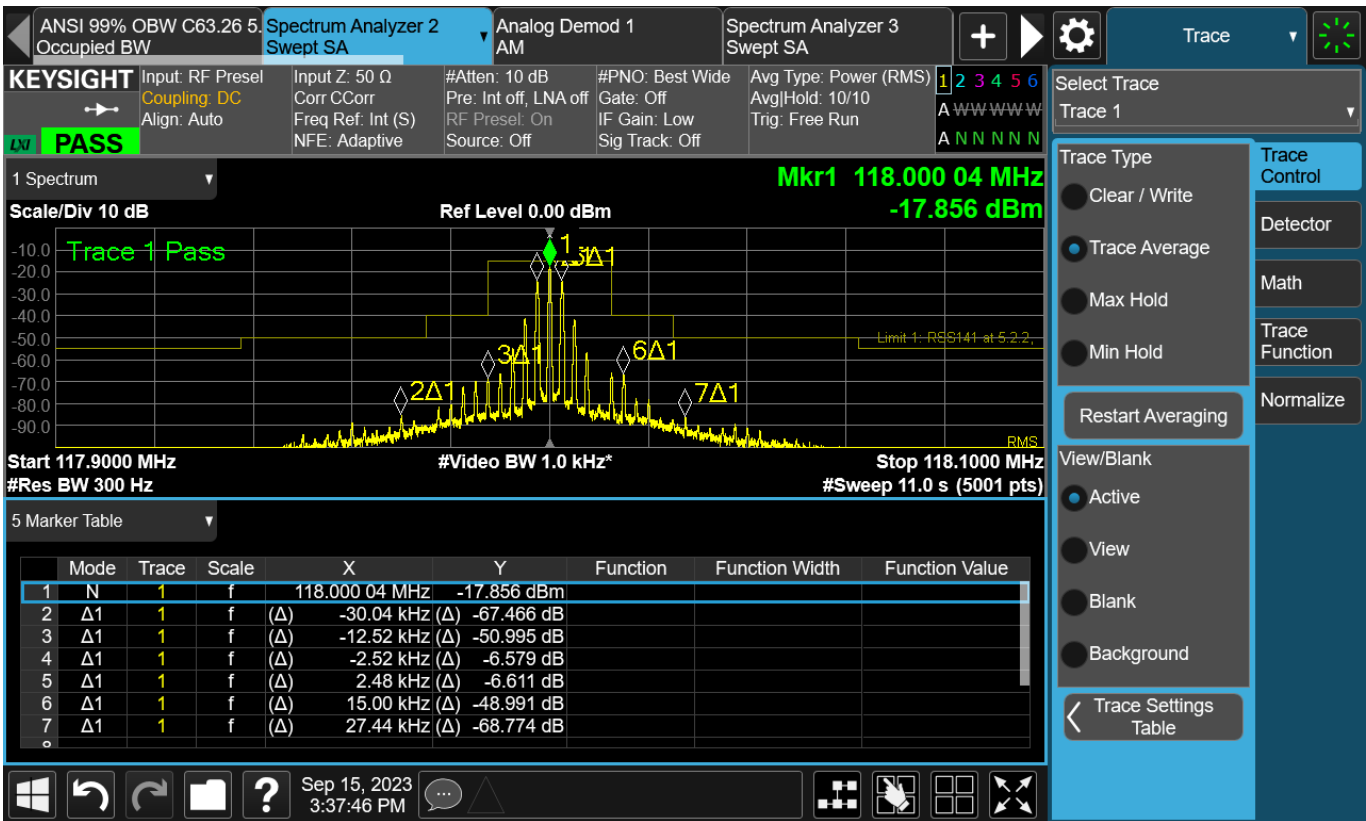 ANSI 99% OBW C63.26 5.
Occupied BW
Spectrum Analyzer 2
Swept SA
Analog Demod 1
AM
Spectrum Analyzer 3
Swept SA
Trace
KEYSIGHT
LXI
PASS
Input: RF Presel
Coupling: DC
Align: Auto
Input Z: 50 Ω
Corr CCorr
Freq Ref: Int (S)
NFE: Adaptive
#Atten: 10 dB
Pre: Int off, LNA off
RF Presel: On
Source: Off
#PNO: Best Wide
Gate: Off
IF Gain: Low
Sig Track: Off
Avg Type: Power (RMS)
Avg|Hold: 10/10
Trig: Free Run
1 2 3 4 5 6
A W W W W W
A N N N N N
1 Spectrum
Scale/Div 10 dB
Ref Level 0.00 dBm
Mkr1 118.000 04 MHz
-17.856 dBm
Trace 1 Pass
-10.0
-20.0
-30.0
-40.0
-50.0
-60.0
-70.0
-80.0
-90.0
1
5Δ1
3Δ1
6Δ1
2Δ1
7Δ1
Limit 1: RSS141 at 5.2.2,
RMS
Start 117.9000 MHz
#Video BW 1.0 kHz*
Stop 118.1000 MHz
#Res BW 300 Hz
#Sweep 11.0 s (5001 pts)
5 Marker Table
Mode Trace Scale X Y Function Function Width Function Value
1 N 1 f 118.000 04 MHz -17.856 dBm
2 Δ1 1 f (Δ) -30.04 kHz (Δ) -67.466 dB
3 Δ1 1 f (Δ) -12.52 kHz (Δ) -50.995 dB
4 Δ1 1 f (Δ) -2.52 kHz (Δ) -6.579 dB
5 Δ1 1 f (Δ) 2.48 kHz (Δ) -6.611 dB
6 Δ1 1 f (Δ) 15.00 kHz (Δ) -48.991 dB
7 Δ1 1 f (Δ) 27.44 kHz (Δ) -68.774 dB
Sep 15, 2023
3:37:46 PM
Select Trace
Trace 1
Trace Type
Clear / Write
Trace Average
Max Hold
Min Hold
Restart Averaging
View/Blank
Active
View
Blank
Background
Trace Settings
Table
Trace
Control
Detector
Math
Trace
Function
Normalize